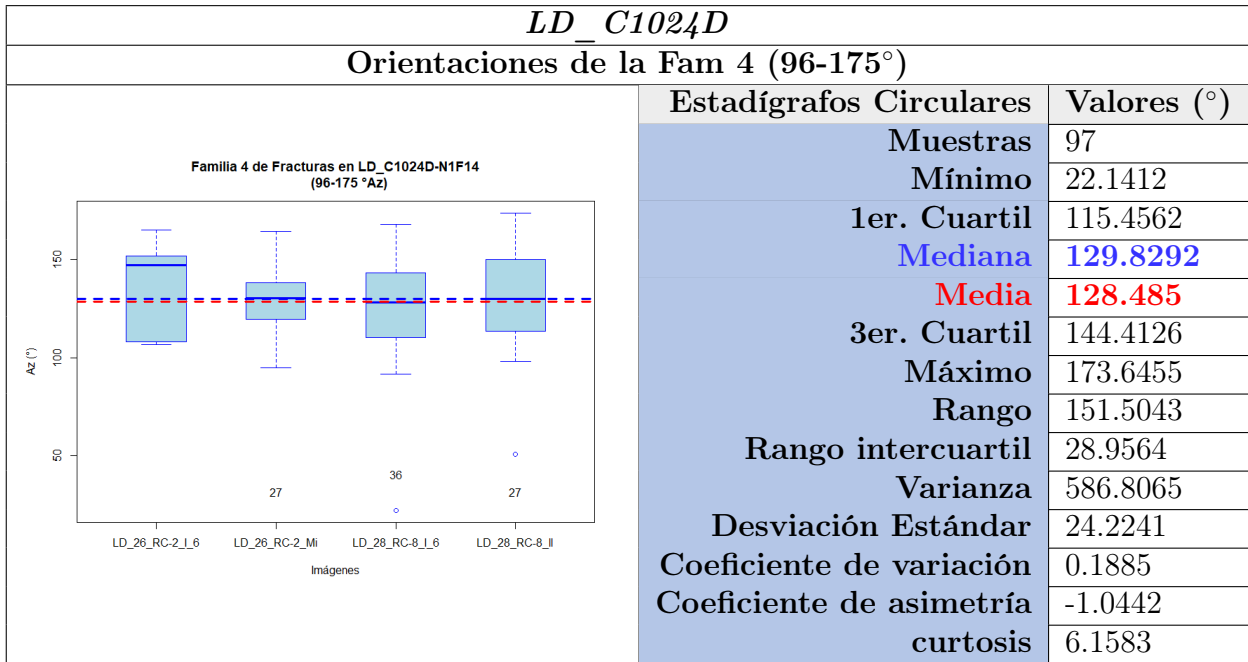 LD_C1024D
Orientaciones de la Fam 4 (96-175°)
Familia 4 de Fracturas en LD_C1024D-N1F14
(96-175 °Az)
Az (°)
150
100
50
27
36
27
LD_26_RC-2_I_6 LD_26_RC-2_Mi LD_28_RC-8_I_6 LD_28_RC-8_II
Imágenes
Estadígrafos Circulares Valores (°)
Muestras 97
Mínimo 22.1412
1er. Cuartil 115.4562
Mediana 129.8292
Media 128.485
3er. Cuartil 144.4126
Máximo 173.6455
Rango 151.5043
Rango intercuartil 28.9564
Varianza 586.8065
Desviación Estándar 24.2241
Coeficiente de variación 0.1885
Coeficiente de asimetría -1.0442
curtosis 6.1583